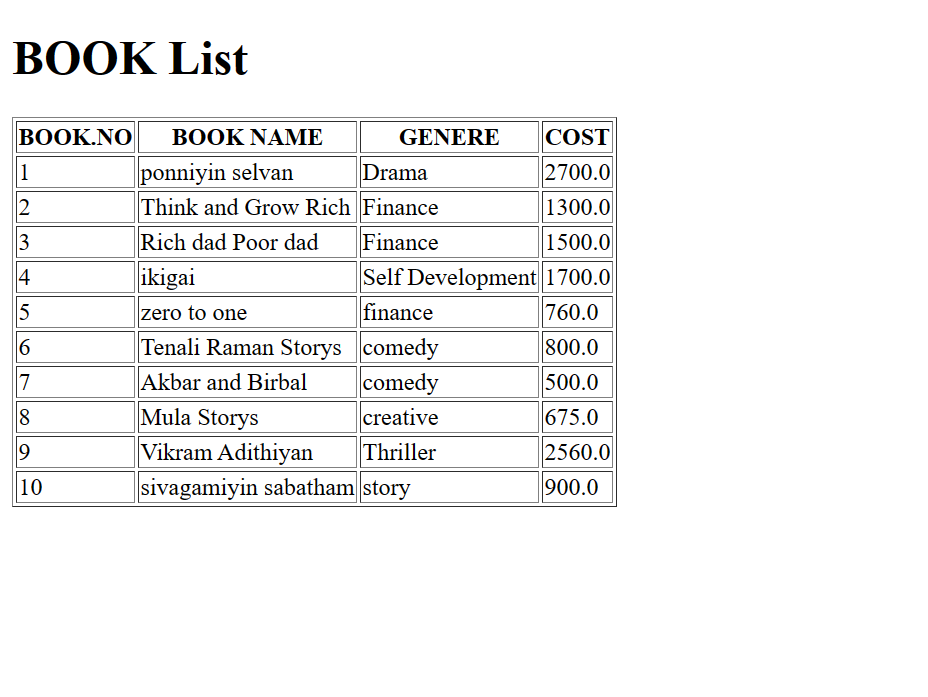 BOOK List
BOOK.NO BOOK NAME GENERE COST
1 ponniyin selvan Drama 2700.0
2 Think and Grow Rich Finance 1300.0
3 Rich dad Poor dad Finance 1500.0
4 ikigai Self Development 1700.0
5 zero to one finance 760.0
6 Tenali Raman Storys comedy 800.0
7 Akbar and Birbal comedy 500.0
8 Mula Storys creative 675.0
9 Vikram Adithiyan Thriller 2560.0
10 sivagamiyin sabatham story 900.0